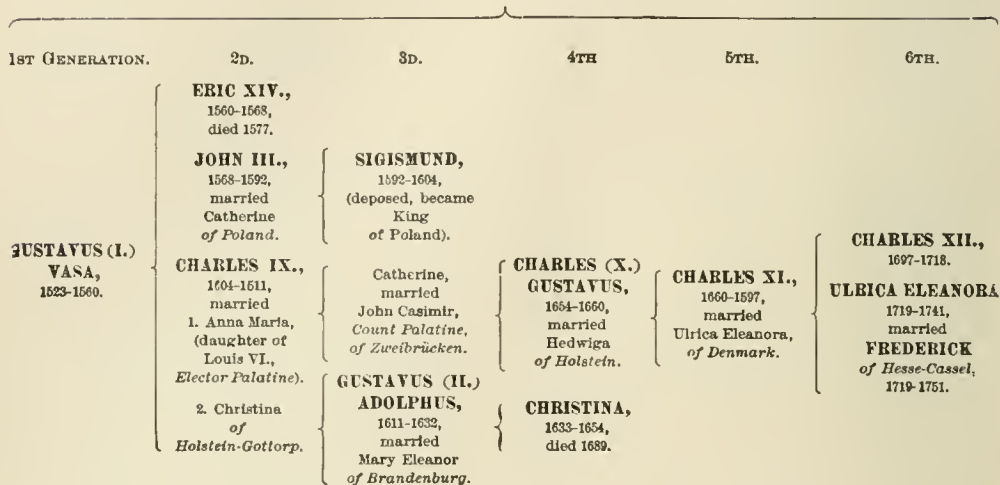 1ST GENERATION.
2D.
3D.
4TH
5TH.
6TH.
GUSTAVUS (I.)
VASA,
1523-1560.
ERIC XIV.,
1560-1568,
died 1577.
JOHN III.,
1568-1592,
married
Catherine
of Poland.
CHARLES IX.,
1604-1611,
married
1. Anna Maria,
(daughter of
Louis VI.,
Elector Palatine).
2. Christina
of
Holstein-Gottorp.
SIGISMUND,
1592-1604,
(deposed, became
King
of Poland).
Catherine,
married
John Casimir,
Count Palatine,
of Zweibrücken.
GUSTAVUS (II.)
ADOLPHUS,
1611-1632,
married
Mary Eleanor
of Brandenburg.
CHARLES (X.)
GUSTAVUS,
1654-1660,
married
Hedwiga
of Holstein.
CHRISTINA,
1633-1654,
died 1689.
CHARLES XI.,
1660-1597,
married
Ulrica Eleanora,
of Denmark.
CHARLES XII.,
1697-1718.
ULRICA ELEANORA
1719-1741,
married
FREDERICK
of Hesse-Cassel,
1719-1751.